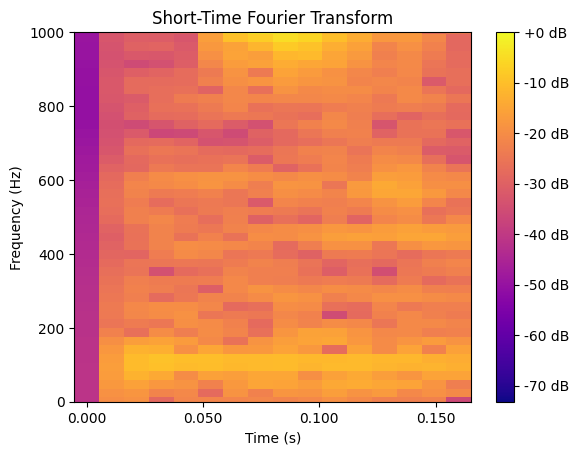 Short-Time Fourier Transform
1000
800
600
400
200
0
Frequency (Hz)
0.000
0.050
0.100
0.150
Time (s)
+0 dB
-10 dB
-20 dB
-30 dB
-40 dB
-50 dB
-60 dB
-70 dB